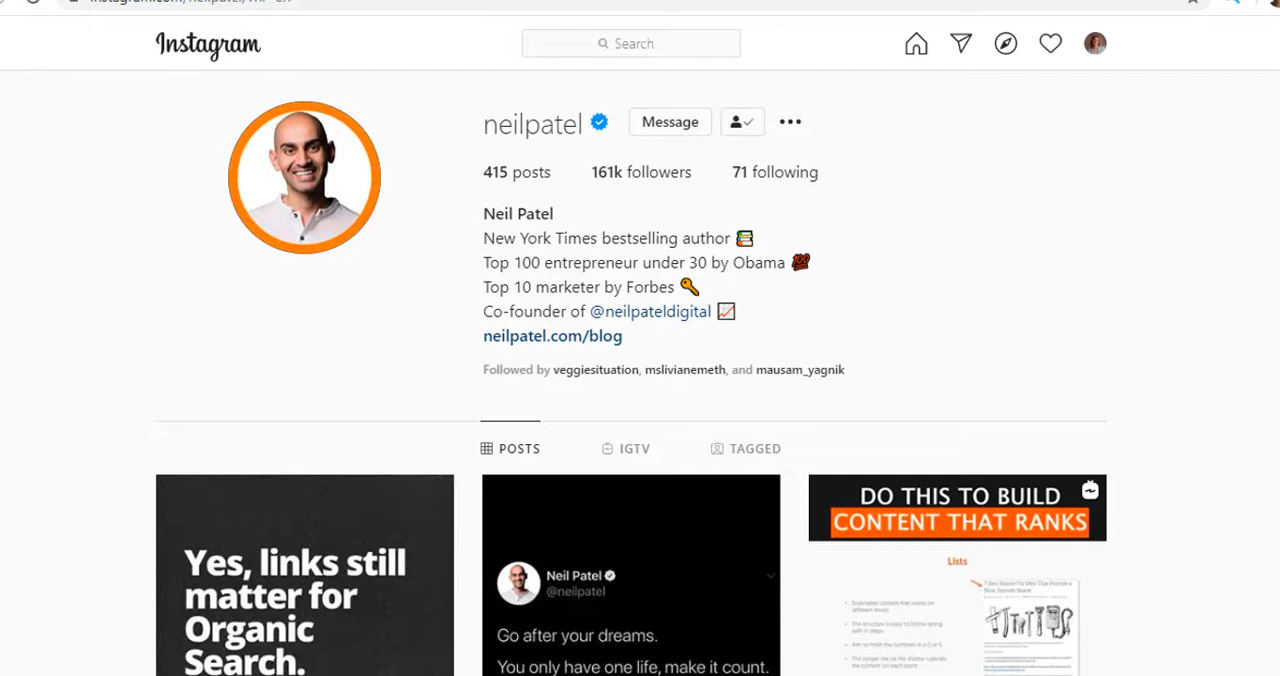 Instagram
Search
neilpatel
Message
415 posts 161k followers 71 following
Neil Patel
New York Times bestselling author
Top 100 entrepreneur under 30 by Obama
Top 10 marketer by Forbes
Co-founder of @neilpateldigital
neilpatel.com/blog
Followed by veggiesituation, mslivianemeth, and mausam_yagnik
POSTS IGTV TAGGED
Yes, links still
matter for
Organic
Search.
Neil Patel
@neilpatel
Go after your dreams.
You only have one life, make it count.
DO THIS TO BUILD
CONTENT THAT RANKS
Lists